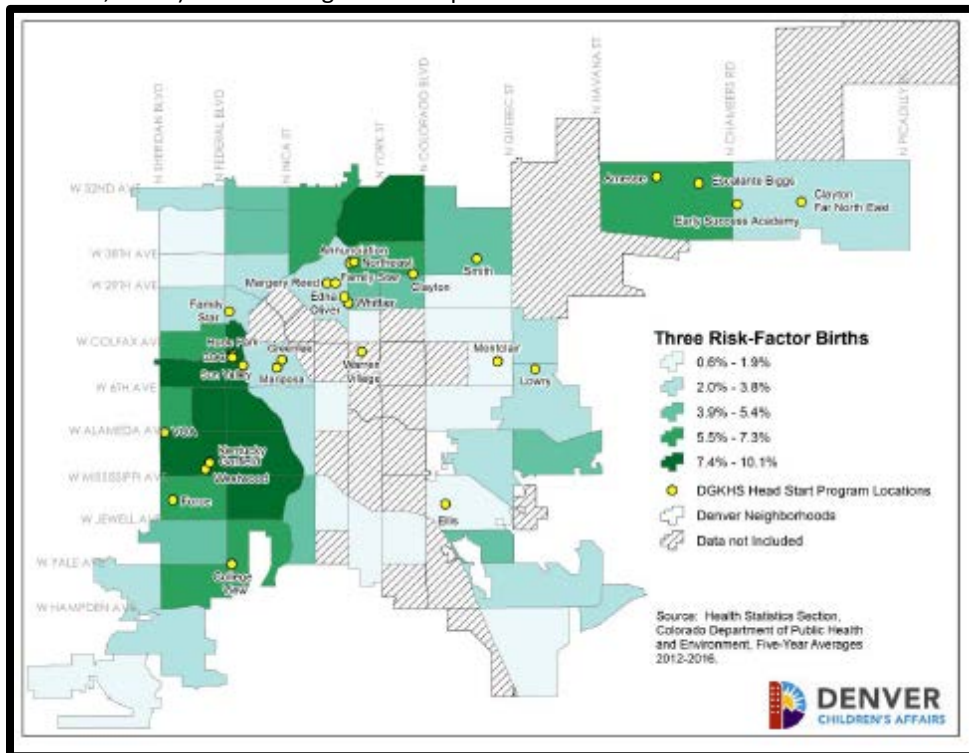 N SHERIDAN BLVD
N FEDERAL BLVD
N INCA ST
N YORK ST
N COLORADO BLVD
N QUEBEC ST
N HAVANA ST
N CHAMBERS RD
N PICADILLY
W 52ND AVE
W 38TH AVE
W 29TH AVE
W COLFAX AVE
W 6TH AVE
W ALAMEDA AVE
W MISSISSIPPI AVE
W JEWELL AVE
W YALE AVE
W HAMPDEN AVE
Amesse
Escalante Biggs
Early Success Academy
Clayton
Far North East
Annunciation
Northeast
Family Star
Margery Reed
Edna
Oliver
Whittier
Clayton
Smith
Family
Star
Sun Valley
Greenlee
Mariposa
Warren
Village
Montclair
Lowry
VOA
Kentucky
Westwood
Force
Ellis
College
View
Three Risk-Factor Births
0.6% - 1.9%
2.0% - 3.8%
3.9% - 5.4%
5.5% - 7.3%
7.4% - 10.1%
DGKHS Head Start Program Locations
Denver Neighborhoods
Data not Included
Source: Health Statistics Section,
Colorado Department of Public Health
and Environment, Five-Year Averages
2012-2016.
DENVER
CHILDREN'S AFFAIRS